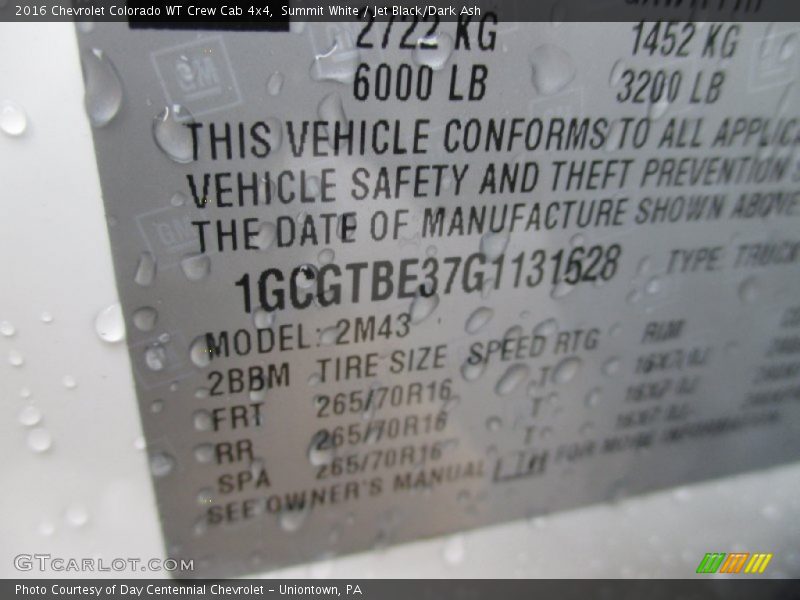 2016 Chevrolet Colorado WT Crew Cab 4x4, Summit White / Jet Black/Dark Ash
2722 KG 1452 KG
6000 LB 3200 LB
GM
THIS VEHICLE CONFORMS TO ALL APPLICA
VEHICLE SAFETY AND THEFT PREVENTION S
THE DATE OF MANUFACTURE SHOWN ABOVE
GM
1GCGTBE37G1131628 TYPE TRUCK
MODEL: 2M43
2BBM TIRE SIZE SPEED RTG RIM
FRT 265/70R16 T
RR 265/70R16 T
SPA 265/70R16 T
SEE OWNER'S MANUAL FOR MORE INFORMATION
GTCARLOT.COM
Photo Courtesy of Day Centennial Chevrolet - Uniontown, PA